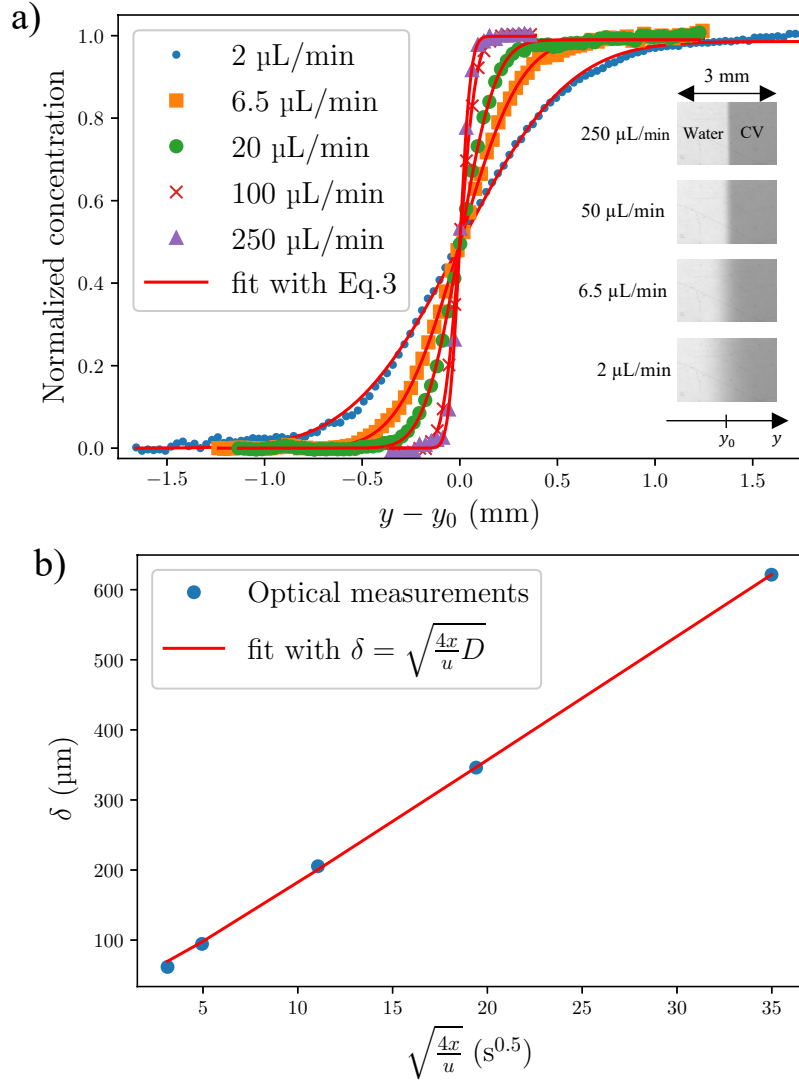 a)
1.0
0.8
0.6
0.4
0.2
0.0
Normalized concentration
2 µL/min
6.5 µL/min
20 µL/min
100 µL/min
250 µL/min
fit with Eq.3
3 mm
250 µL/min
Water CV
50 µL/min
6.5 µL/min
2 µL/min
y₀ y
−1.5 −1.0 −0.5 0.0 0.5 1.0 1.5
y − y₀ (mm)
b)
600
500
400
300
200
100
δ (µm)
Optical measurements
fit with δ = √(4x/u D)
5 10 15 20 25 30 35
√(4x/u) (s^0.5)